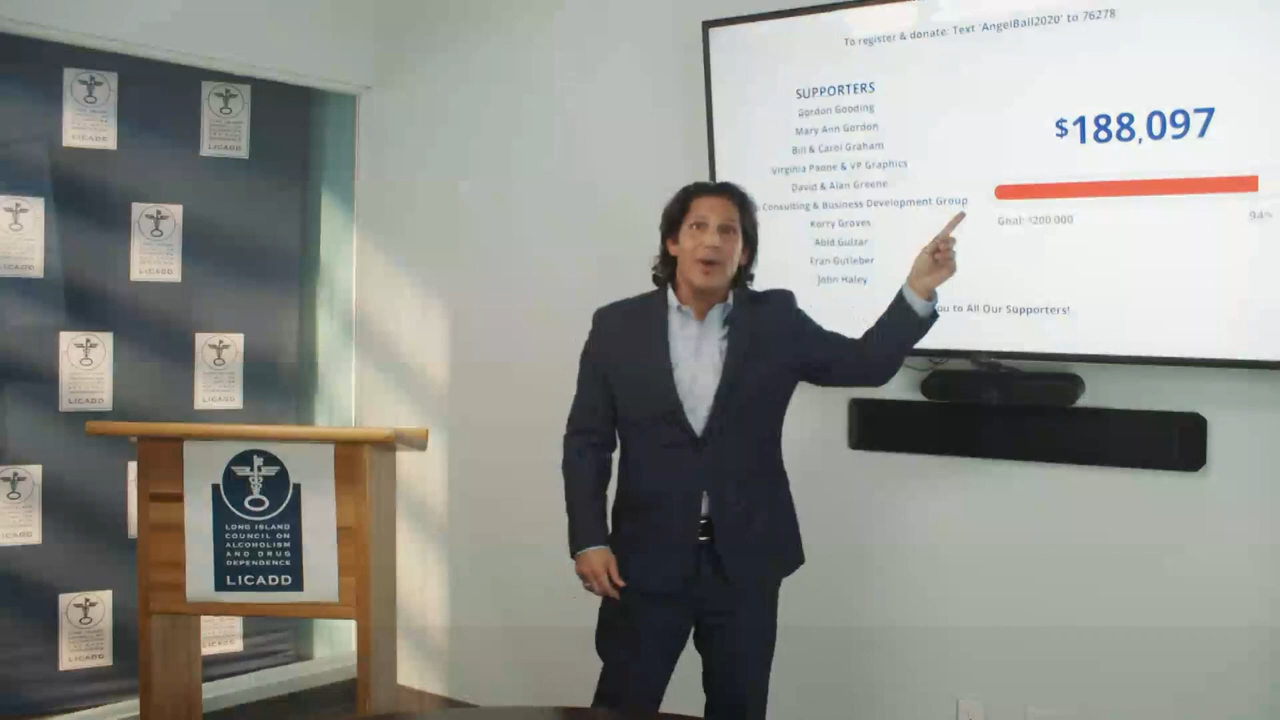 To register & donate: Text 'AngelBall2020' to 76278
SUPPORTERS
Gordon Gooding
Mary Ann Gordon
Bill & Carol Graham
Virginia Paone & VP Graphics
David & Alan Greene
Consulting & Business Development Group
Korry Groves
Abid Gulzar
Fran Gutleber
John Haley
$188,097
Goal: $200,000
94%
ou to All Our Supporters!
LONG ISLAND
COUNCIL ON
ALCOHOLISM
AND DRUG
DEPENDENCE
LICADD
LICADD
LICADD
LICADD
LICADD
LICADD
LICADD
LICADD
LICADD